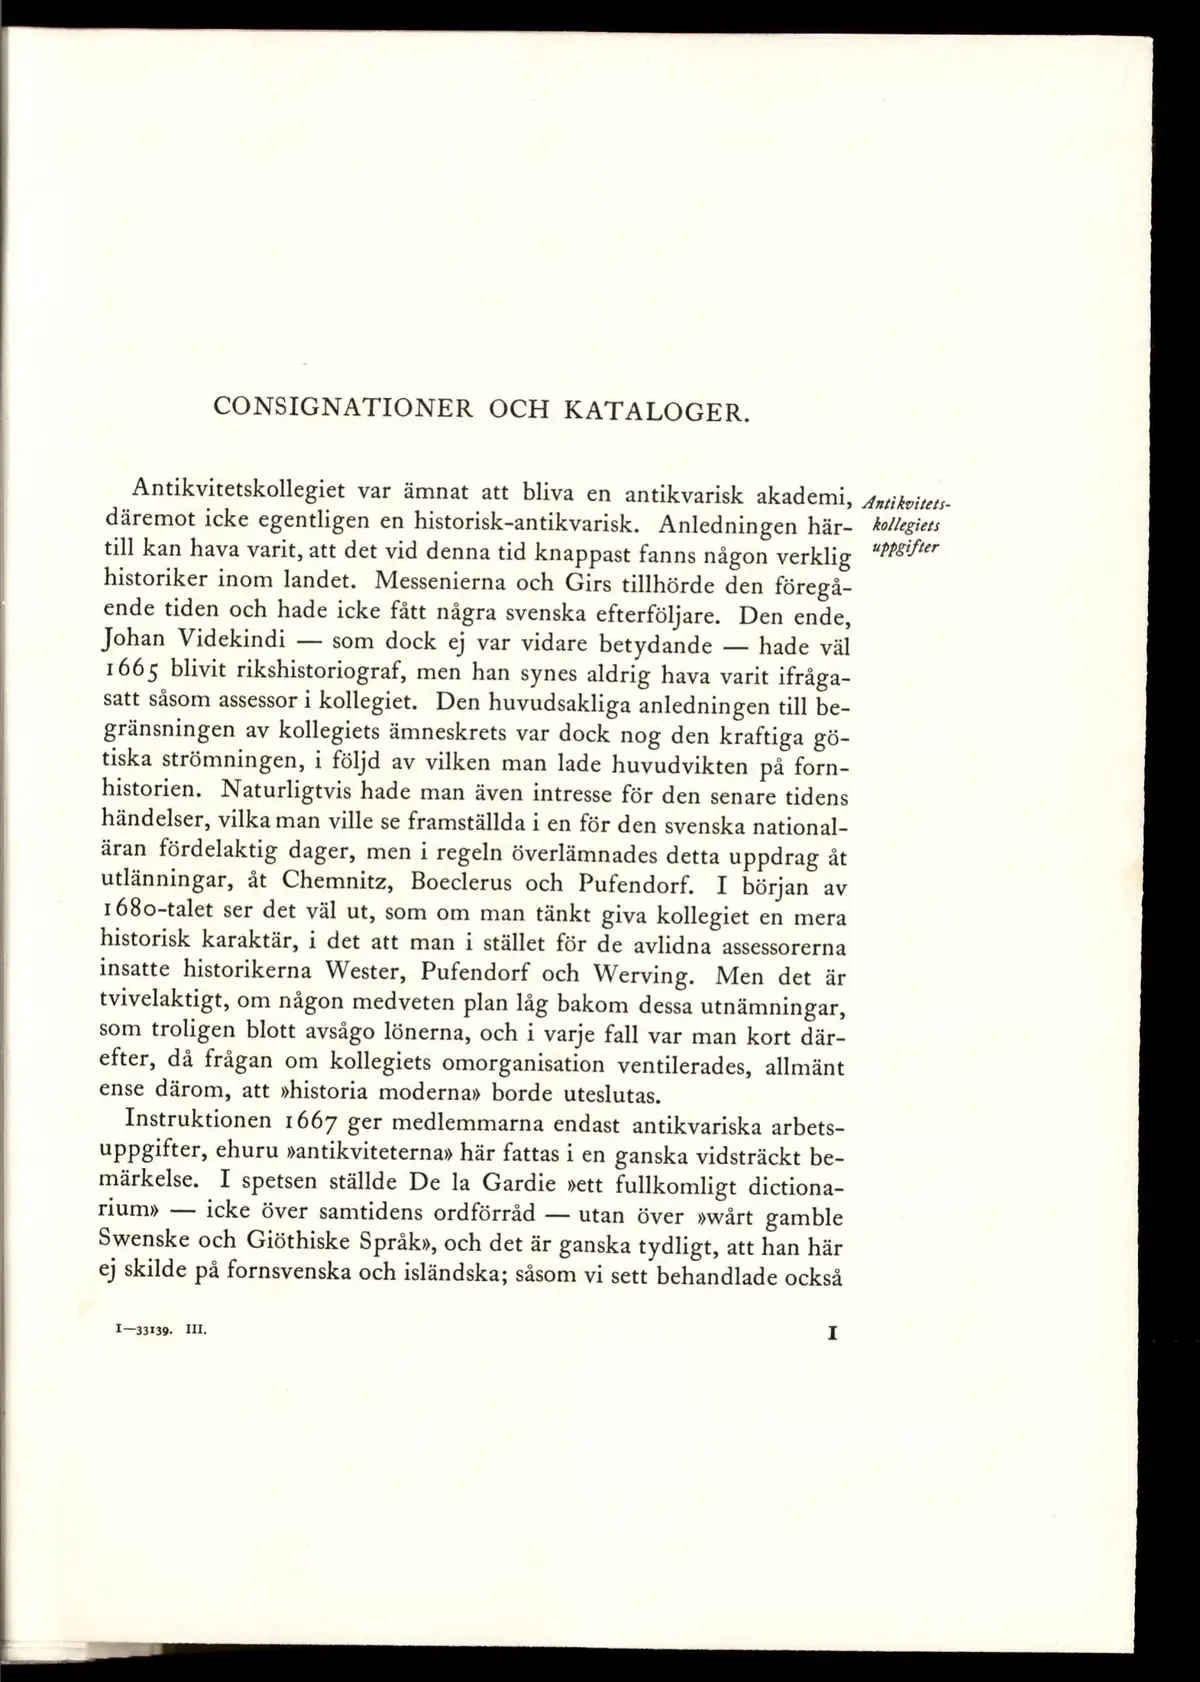 CONSIGNATIONER OCH KATALOGER.
Antikvitetskollegiet var ämnat att bliva en antikvarisk akademi,
däremot icke egentligen en historisk-antikvarisk. Anledningen här-
till kan hava varit, att det vid denna tid knappast fanns någon verklig
historiker inom landet. Messenierna och Girs tillhörde den föregå-
ende tiden och hade icke fått några svenska efterföljare. Den ende,
Johan Videkindi — som dock ej var vidare betydande — hade väl
1665 blivit rikshistoriograf, men han synes aldrig hava varit ifråga-
satt såsom assessor i kollegiet. Den huvudsakliga anledningen till be-
gränsningen av kollegiets ämneskrets var dock nog den kraftiga gö-
tiska strömningen, i följd av vilken man lade huvudvikten på forn-
historien. Naturligtvis hade man även intresse för den senare tidens
händelser, vilka man ville se framställda i en för den svenska national-
äran fördelaktig dager, men i regeln överlämnades detta uppdrag åt
utlänningar, åt Chemnitz, Boeclerus och Pufendorf. I början av
1680-talet ser det väl ut, som om man tänkt giva kollegiet en mera
historisk karaktär, i det att man i stället för de avlidna assessorerna
insatte historikerna Wester, Pufendorf och Werving. Men det är
tvivelaktigt, om någon medveten plan låg bakom dessa utnämningar,
som troligen blott avsågo lönerna, och i varje fall var man kort där-
efter, då frågan om kollegiets omorganisation ventilerades, allmänt
ense därom, att »historia moderna» borde uteslutas.
Instruktionen 1667 ger medlemmarna endast antikvariska arbets-
uppgifter, ehuru »antikviteterna» här fattas i en ganska vidsträckt be-
märkelse. I spetsen ställde De la Gardie »ett fullkomligt dictiona-
rium» — icke över samtidens ordförråd — utan över »wårt gamble
Swenske och Giöthiske Språk», och det är ganska tydligt, att han här
ej skilde på fornsvenska och isländska; såsom vi sett behandlade också
Antikvitets-
kollegiets
uppgifter
1—33139. III.
1